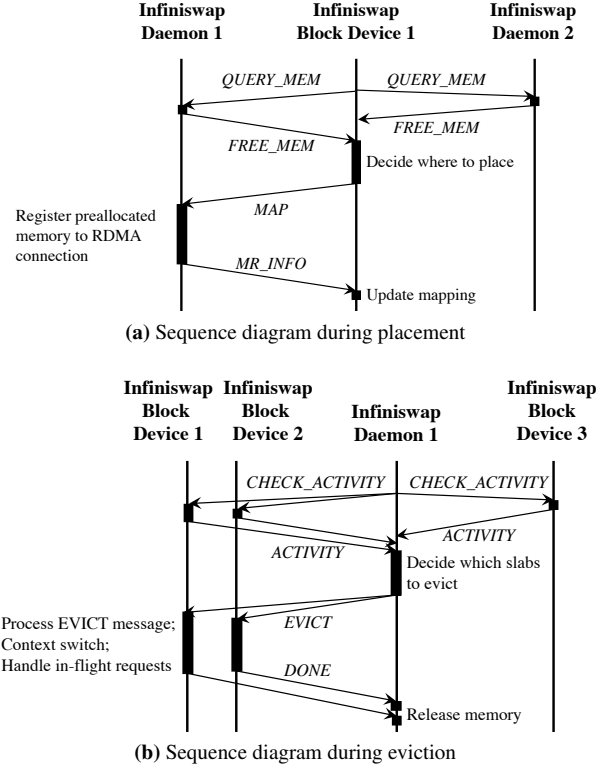 Infiniswap
Daemon 1
Infiniswap
Block Device 1
Infiniswap
Daemon 2
QUERY_MEM
QUERY_MEM
FREE_MEM
FREE_MEM
Decide where to place
MAP
Register preallocated
memory to RDMA
connection
MR_INFO
Update mapping
(a) Sequence diagram during placement
Infiniswap
Block
Device 1
Infiniswap
Block
Device 2
Infiniswap
Daemon 1
Infiniswap
Block
Device 3
CHECK_ACTIVITY
CHECK_ACTIVITY
ACTIVITY
ACTIVITY
Decide which slabs
to evict
Process EVICT message;
Context switch;
Handle in-flight requests
EVICT
DONE
Release memory
(b) Sequence diagram during eviction